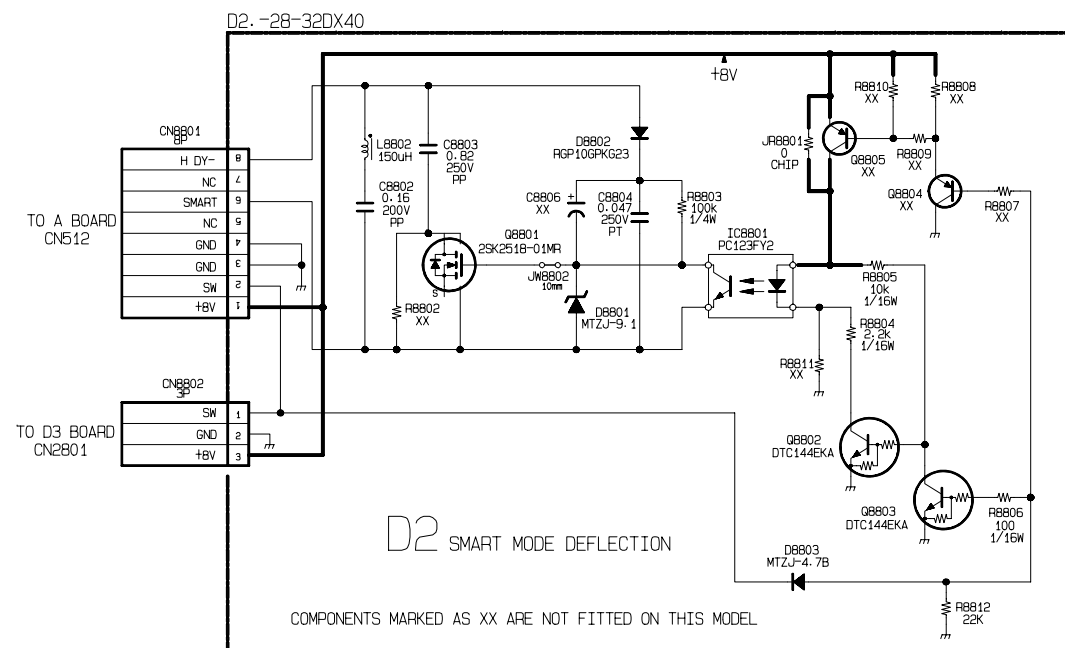 D2.-28-32DX40
+8V
R8810
XX
R8808
XX
CN8801
8P
L8802
150uH
C8803
0.82
250V
PP
D8802
RGP10GPKG23
JR8801
0
CHIP
Q8805
XX
R8809
XX
H DY- 8
NC 7
SMART 6
NC 5
GND 4
GND 3
SW 2
+8V 1
TO A BOARD
CN512
C8802
0.16
200V
PP
C8806
XX
+
C8804
0.047
250V
PT
R8803
100k
1/4W
Q8804
XX
R8807
XX
Q8801
2SK2518-01MR
S
JW8802
10mm
IC8801
PC123FY2
R8805
10k
1/16W
R8802
XX
D8801
MTZJ-9.1
R8804
2.2k
1/16W
R8811
XX
CN8802
3P
SW 1
GND 2
+8V 3
TO D3 BOARD
CN2801
Q8802
DTC144EKA
Q8803
DTC144EKA
R8806
100
1/16W
D2 SMART MODE DEFLECTION
D8803
MTZJ-4.7B
R8812
22K
COMPONENTS MARKED AS XX ARE NOT FITTED ON THIS MODEL